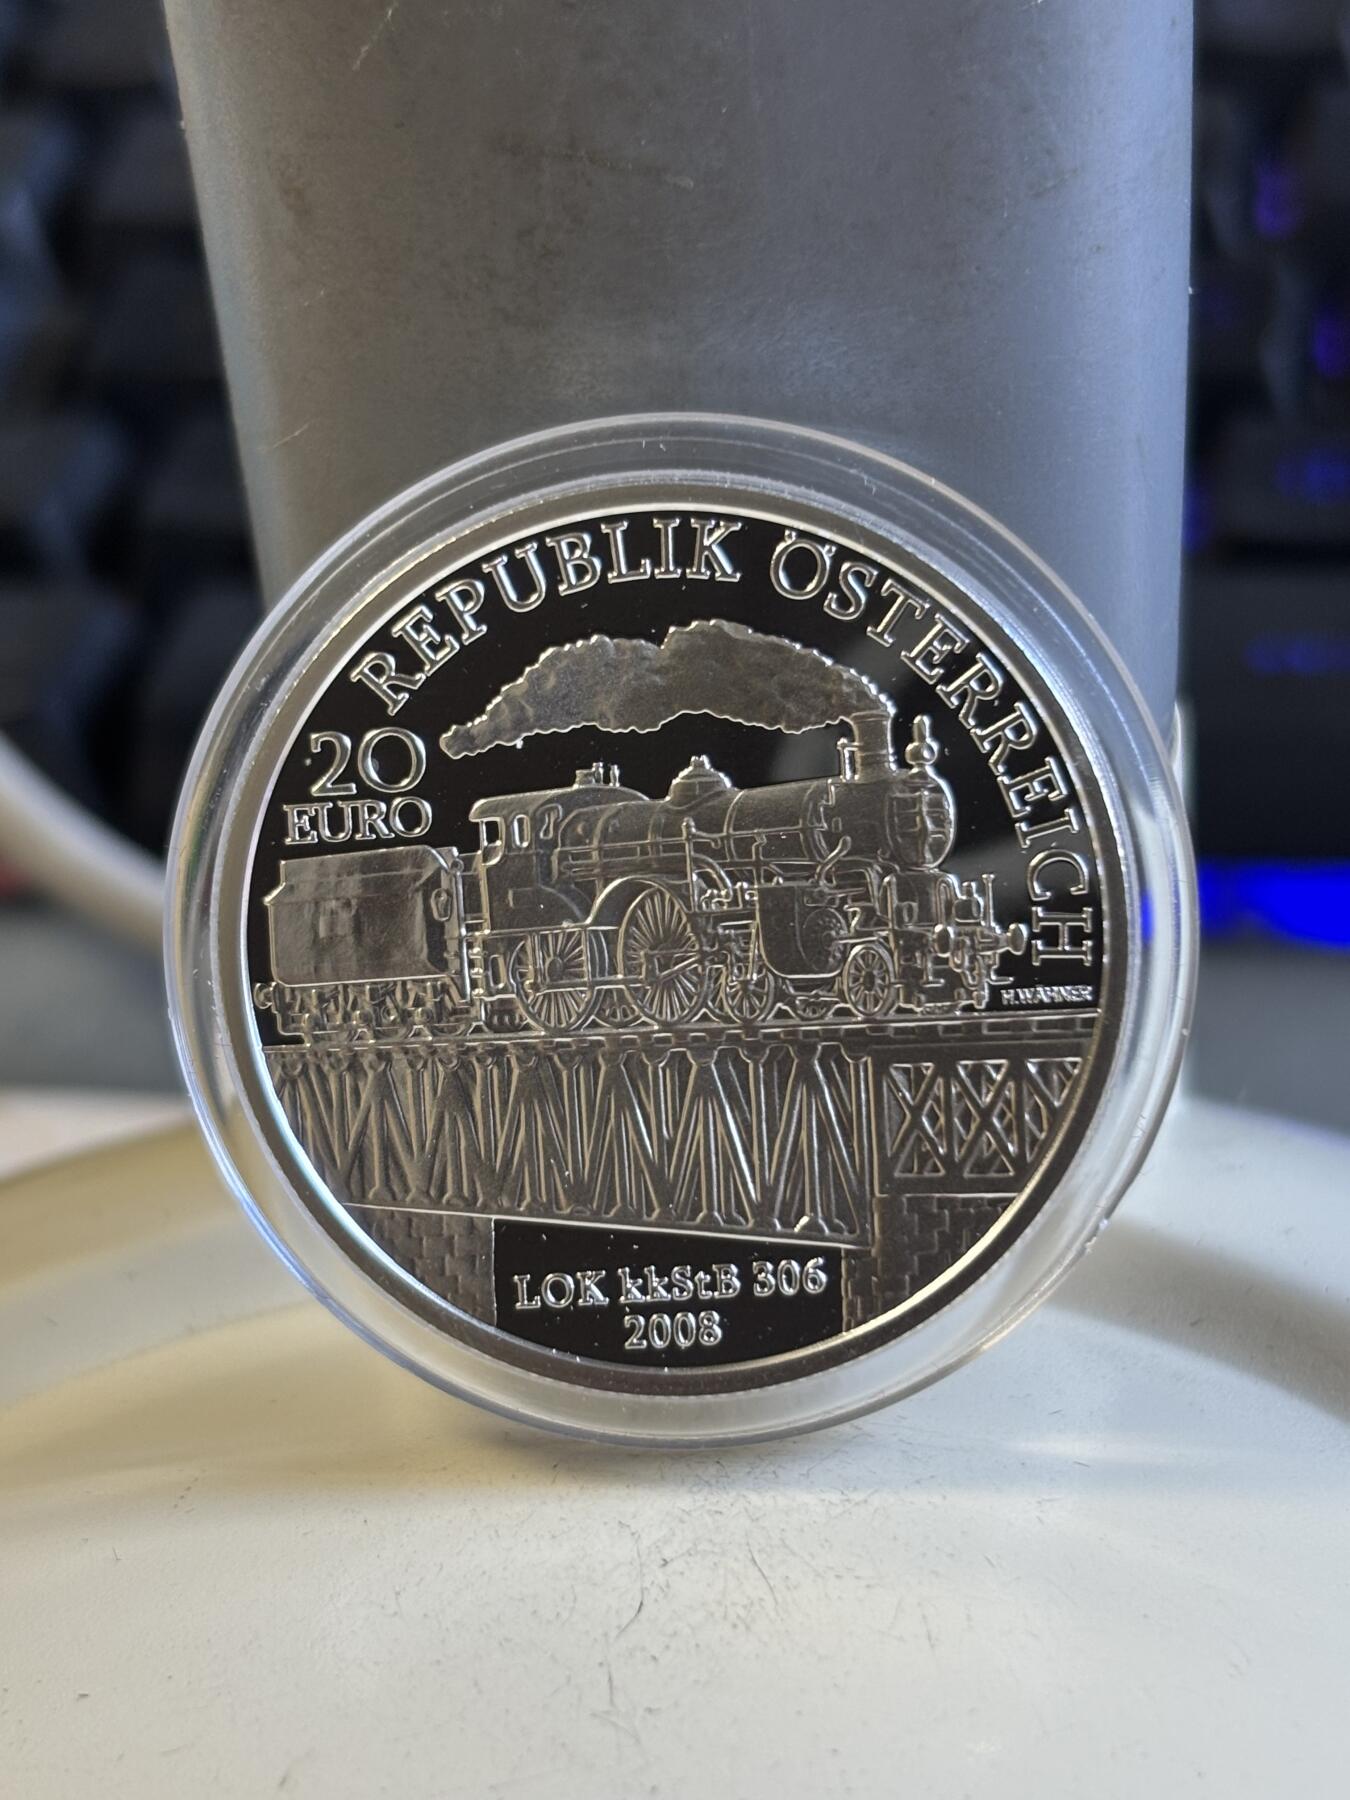 REPUBLIK ÖSTERREICH
20
EURO
H.WÄHNER
LOK kkStB 306
2008